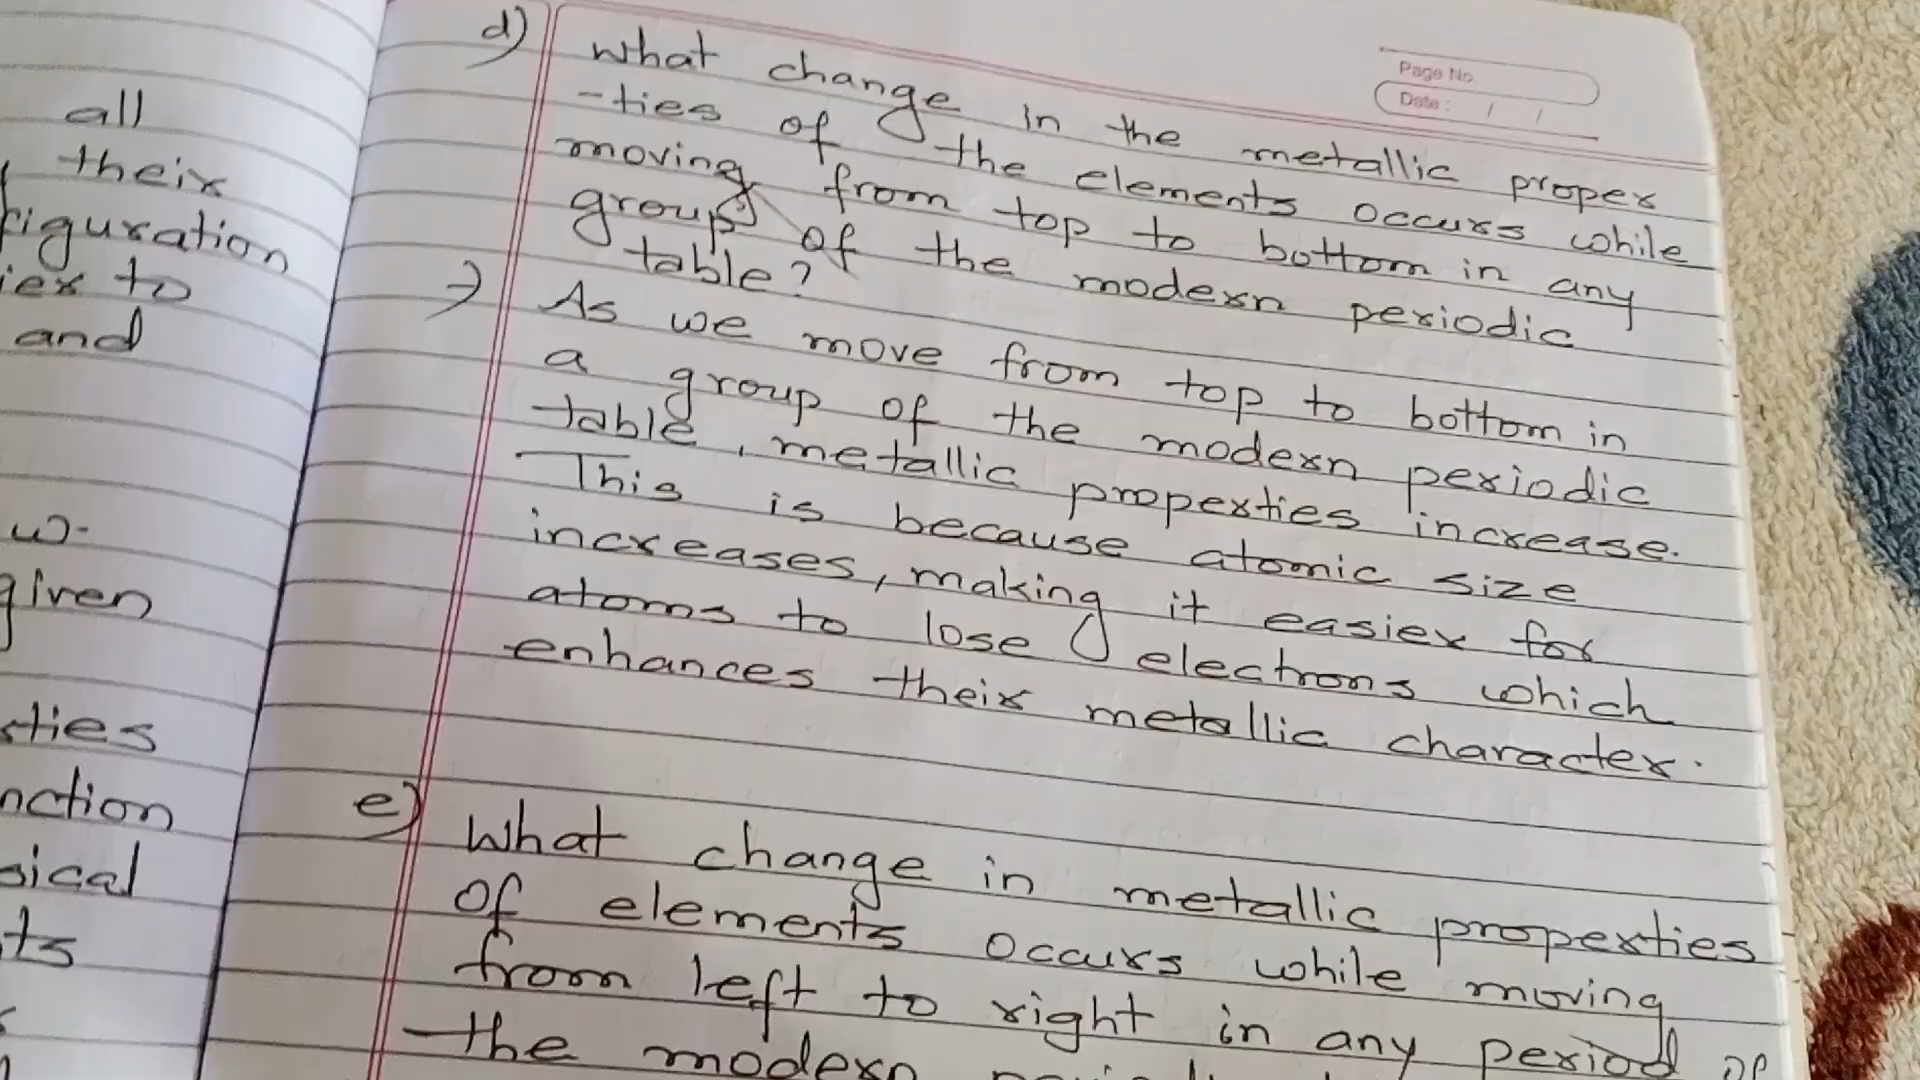 all
their
figuration
to
and
w.
given
nction
d)
Page No.
Date: / /
What change in the metallic proper
-ties of the elements occurs while
moving from top to bottom in any
group of the modern periodic
table?
→ As we move from top to bottom in
a group of the modern periodic
table, metallic properties increase.
This is because atomic size
increases, making it easier for
atoms to lose electrons which
enhances their metallic character.
e) What change in metallic properties
of elements occurs while moving
from left to right in any period of
the modern